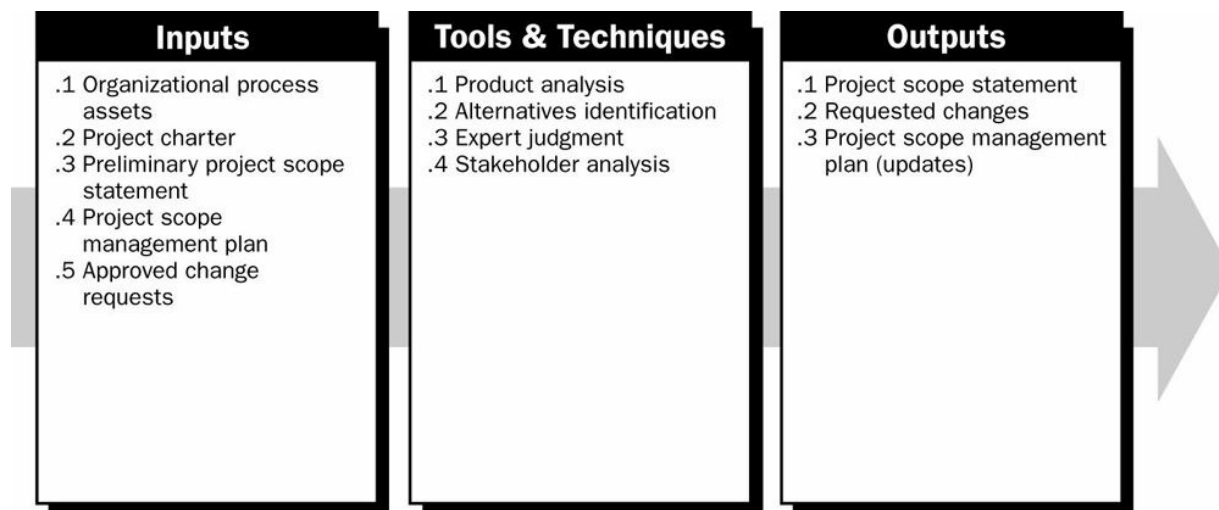 Inputs
.1 Organizational process
assets
.2 Project charter
.3 Preliminary project scope
statement
.4 Project scope
management plan
.5 Approved change
requests
Tools & Techniques
.1 Product analysis
.2 Alternatives identification
.3 Expert judgment
.4 Stakeholder analysis
Outputs
.1 Project scope statement
.2 Requested changes
.3 Project scope management
plan (updates)